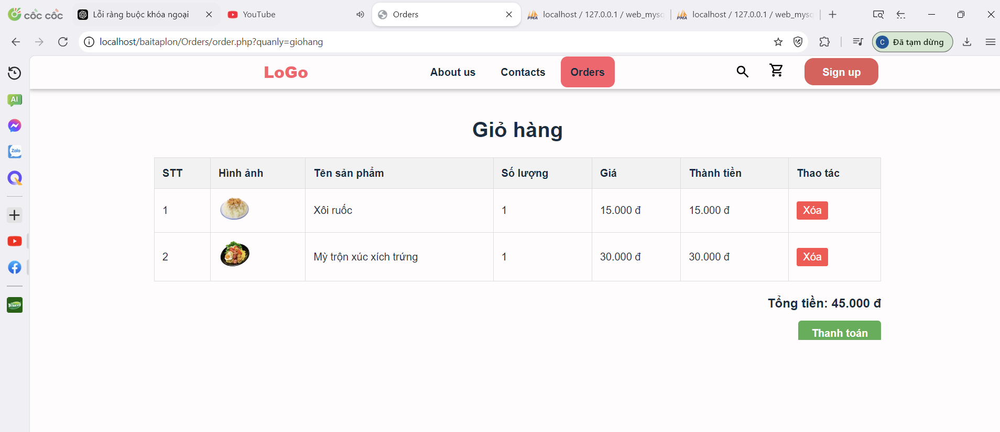 cốc cốc
Lỗi ràng buộc khóa ngoại
YouTube
Orders
localhost / 127.0.0.1 / web_mysq
localhost / 127.0.0.1 / web_mysq
localhost/baitaplon/Orders/order.php?quanly=giohang
C Đã tạm dừng
AI
Zalo
LoGo
About us
Contacts
Orders
Sign up
Giỏ hàng
STT Hình ảnh Tên sản phẩm Số lượng Giá Thành tiền Thao tác
1 Xôi ruốc 1 15.000 đ 15.000 đ Xóa
2 Mỳ trộn xúc xích trứng 1 30.000 đ 30.000 đ Xóa
Tổng tiền: 45.000 đ
Thanh toán